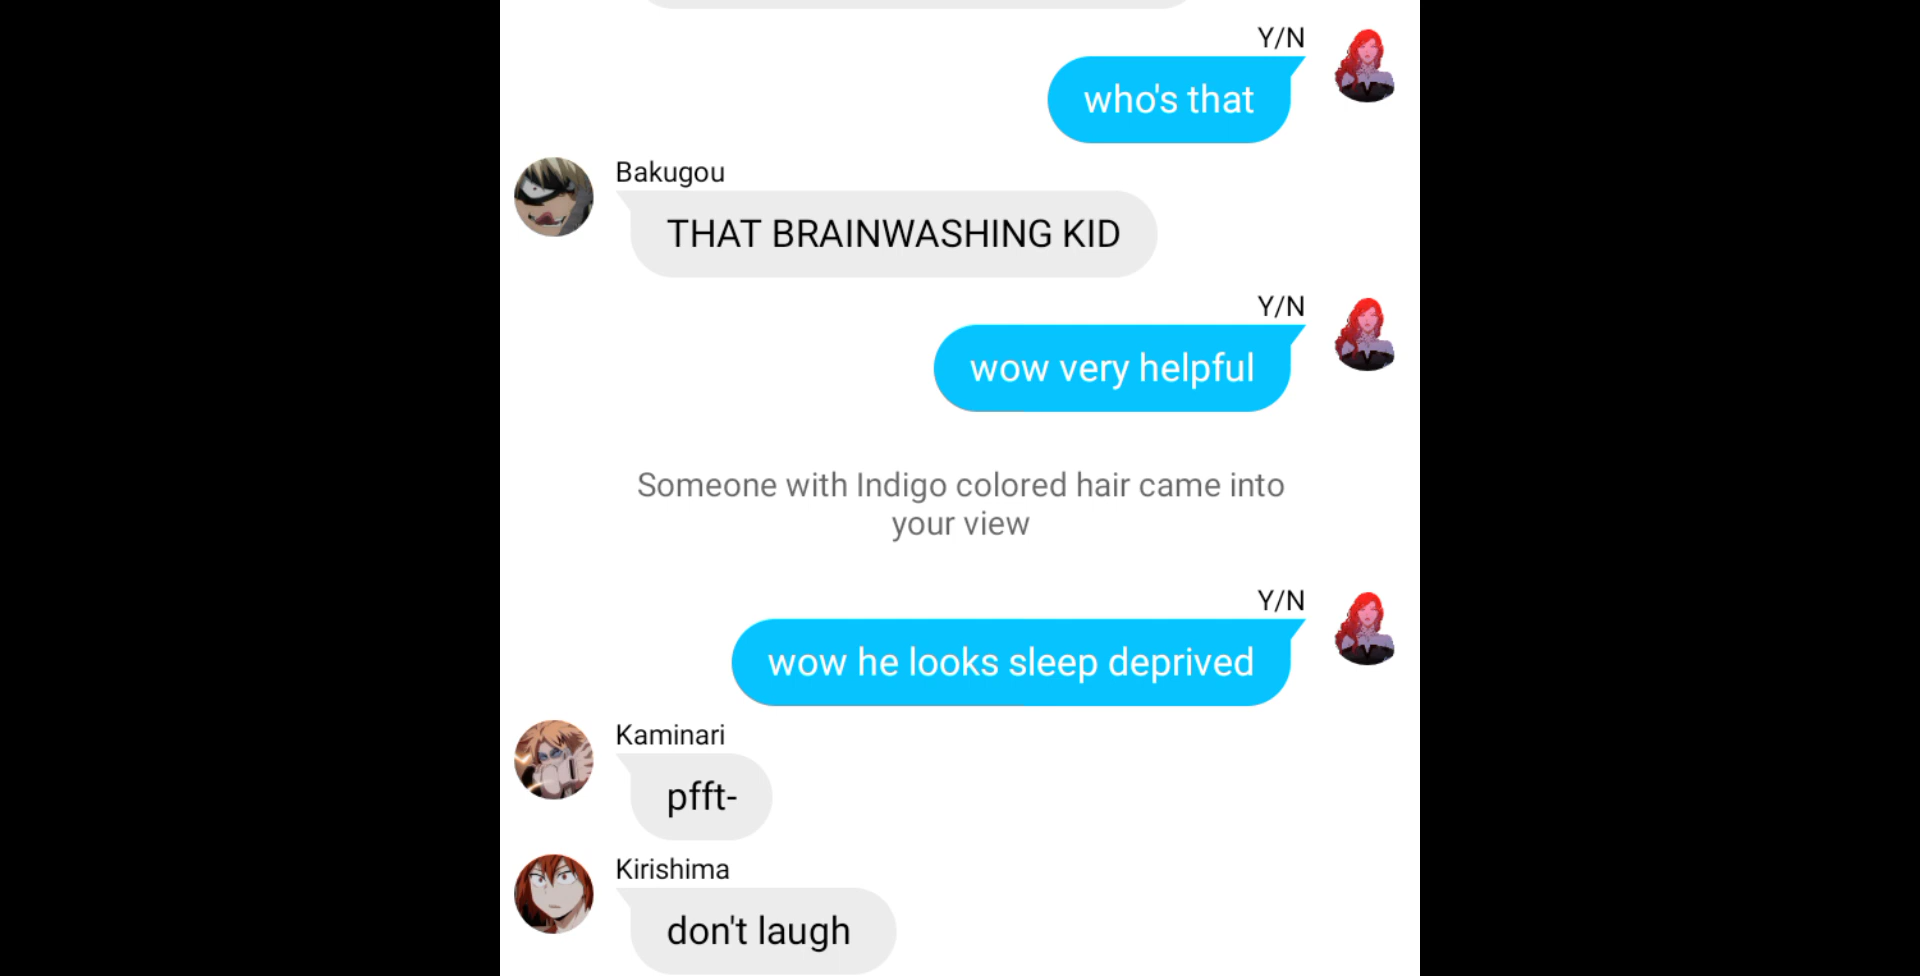 Y/N
who's that
Bakugou
THAT BRAINWASHING KID
Y/N
wow very helpful
Someone with Indigo colored hair came into
your view
Y/N
wow he looks sleep deprived
Kaminari
pfft-
Kirishima
don't laugh